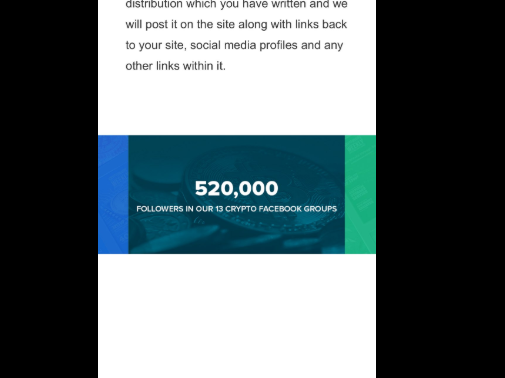 distribution which you have written and we
will post it on the site along with links back
to your site, social media profiles and any
other links within it.
520,000
FOLLOWERS IN OUR 13 CRYPTO FACEBOOK GROUPS